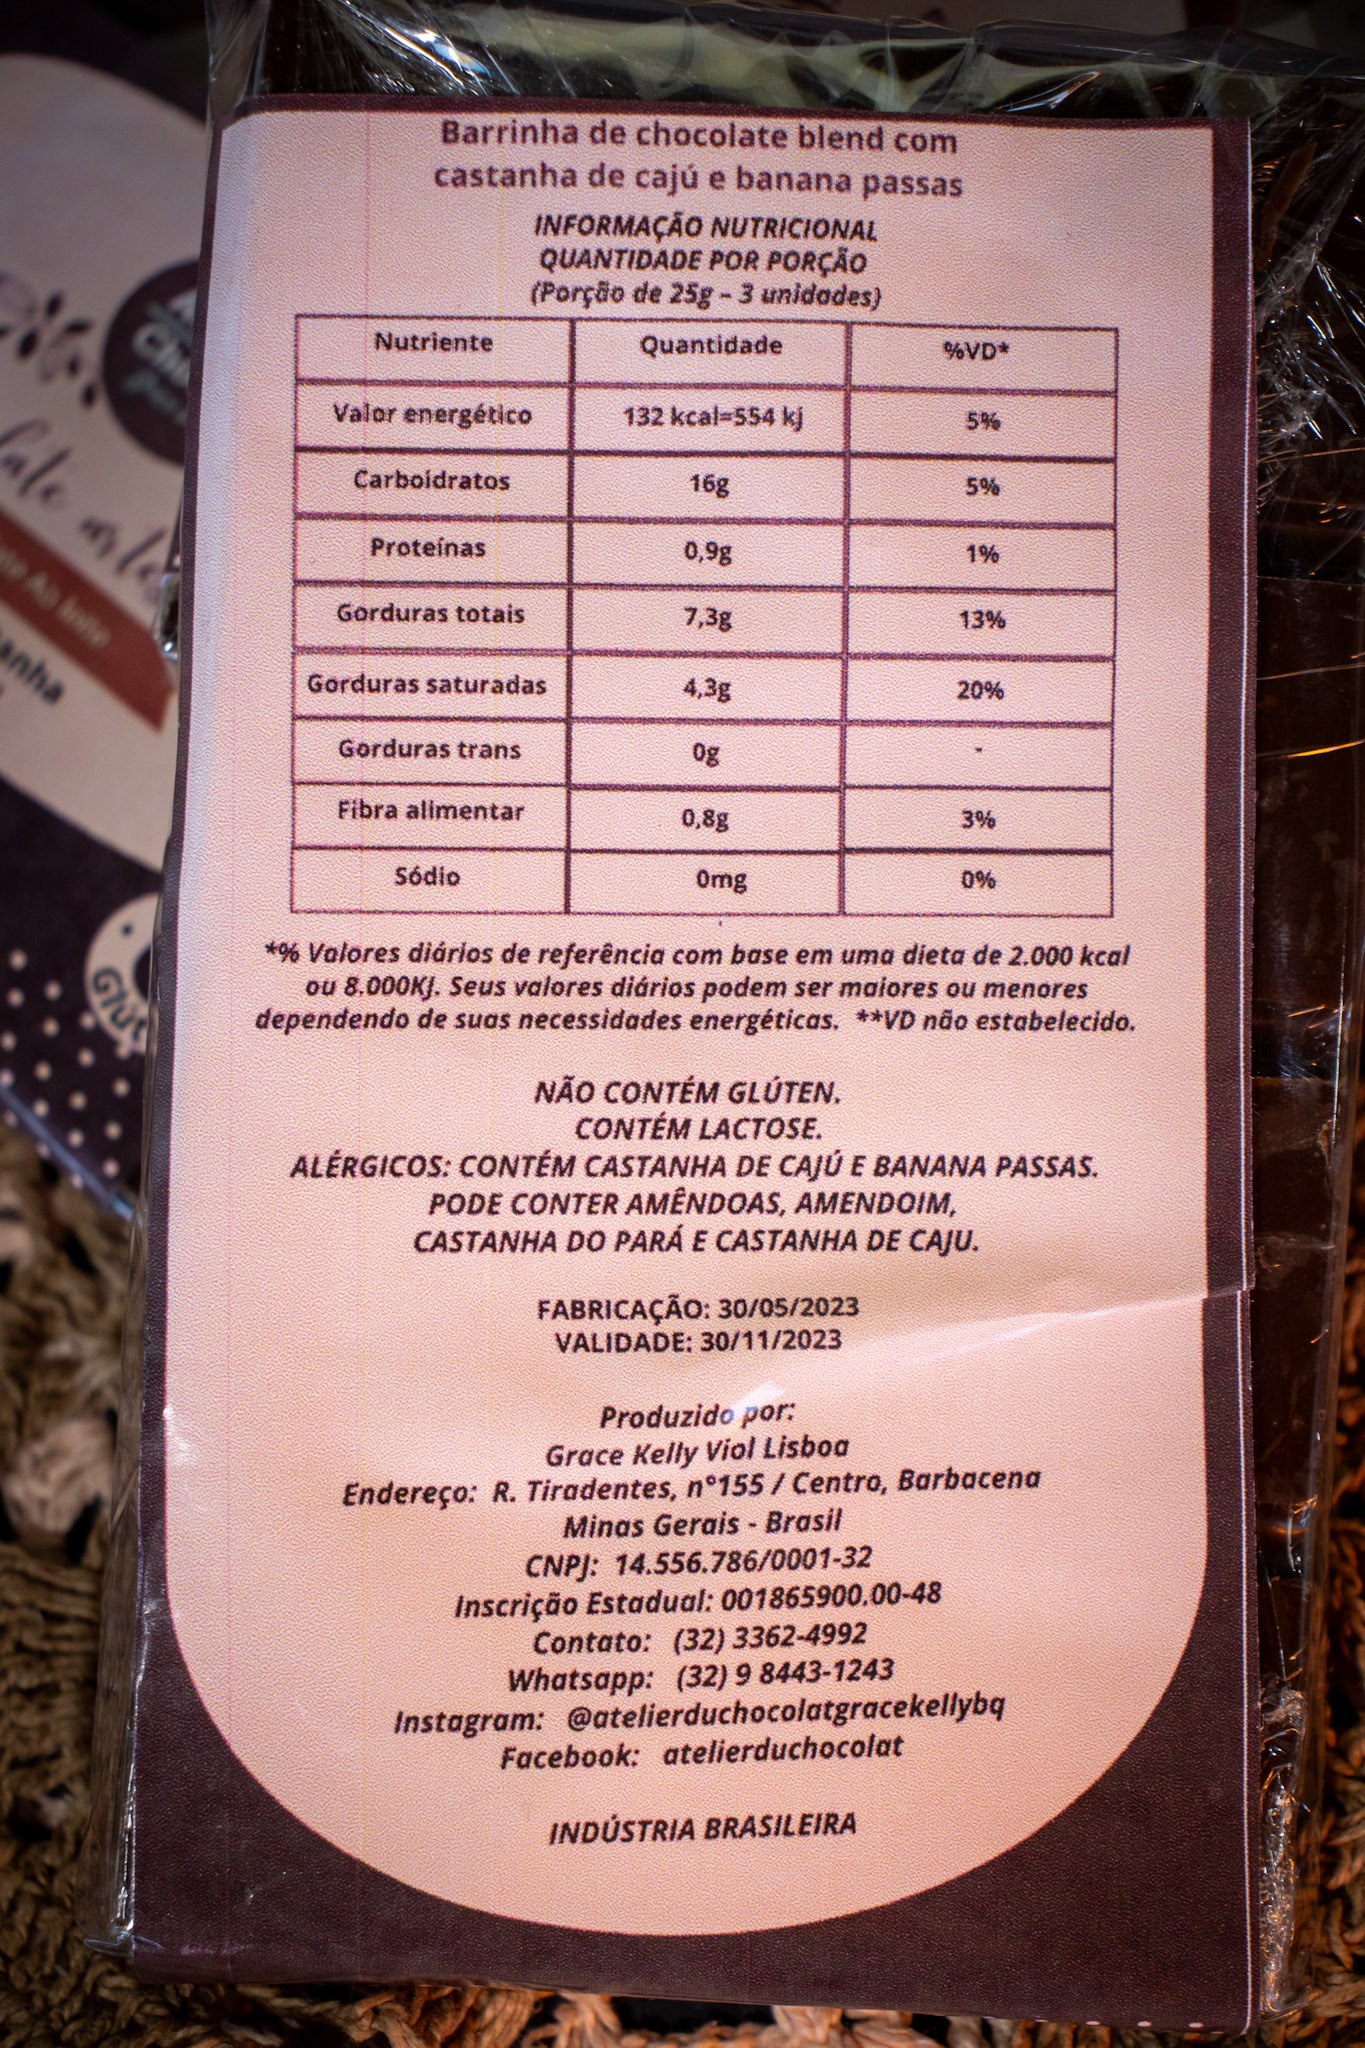 Barrinha de chocolate blend com
castanha de cajú e banana passas
INFORMAÇÃO NUTRICIONAL
QUANTIDADE POR PORÇÃO
(Porção de 25g – 3 unidades)
Nutriente Quantidade %VD*
Valor energético 132 kcal=554 kj 5%
Carboidratos 16g 5%
Proteínas 0,9g 1%
Gorduras totais 7,3g 13%
Gorduras saturadas 4,3g 20%
Gorduras trans 0g -
Fibra alimentar 0,8g 3%
Sódio 0mg 0%
*% Valores diários de referência com base em uma dieta de 2.000 kcal
ou 8.000KJ. Seus valores diários podem ser maiores ou menores
dependendo de suas necessidades energéticas. **VD não estabelecido.
NÃO CONTÉM GLÚTEN.
CONTÉM LACTOSE.
ALÉRGICOS: CONTÉM CASTANHA DE CAJÚ E BANANA PASSAS.
PODE CONTER AMÊNDOAS, AMENDOIM,
CASTANHA DO PARÁ E CASTANHA DE CAJU.
FABRICAÇÃO: 30/05/2023
VALIDADE: 30/11/2023
Produzido por:
Grace Kelly Viol Lisboa
Endereço: R. Tiradentes, n°155 / Centro, Barbacena
Minas Gerais - Brasil
CNPJ: 14.556.786/0001-32
Inscrição Estadual: 001865900.00-48
Contato: (32) 3362-4992
Whatsapp: (32) 9 8443-1243
Instagram: @atelierduchocolatgracekellybq
Facebook: atelierduchocolat
INDÚSTRIA BRASILEIRA